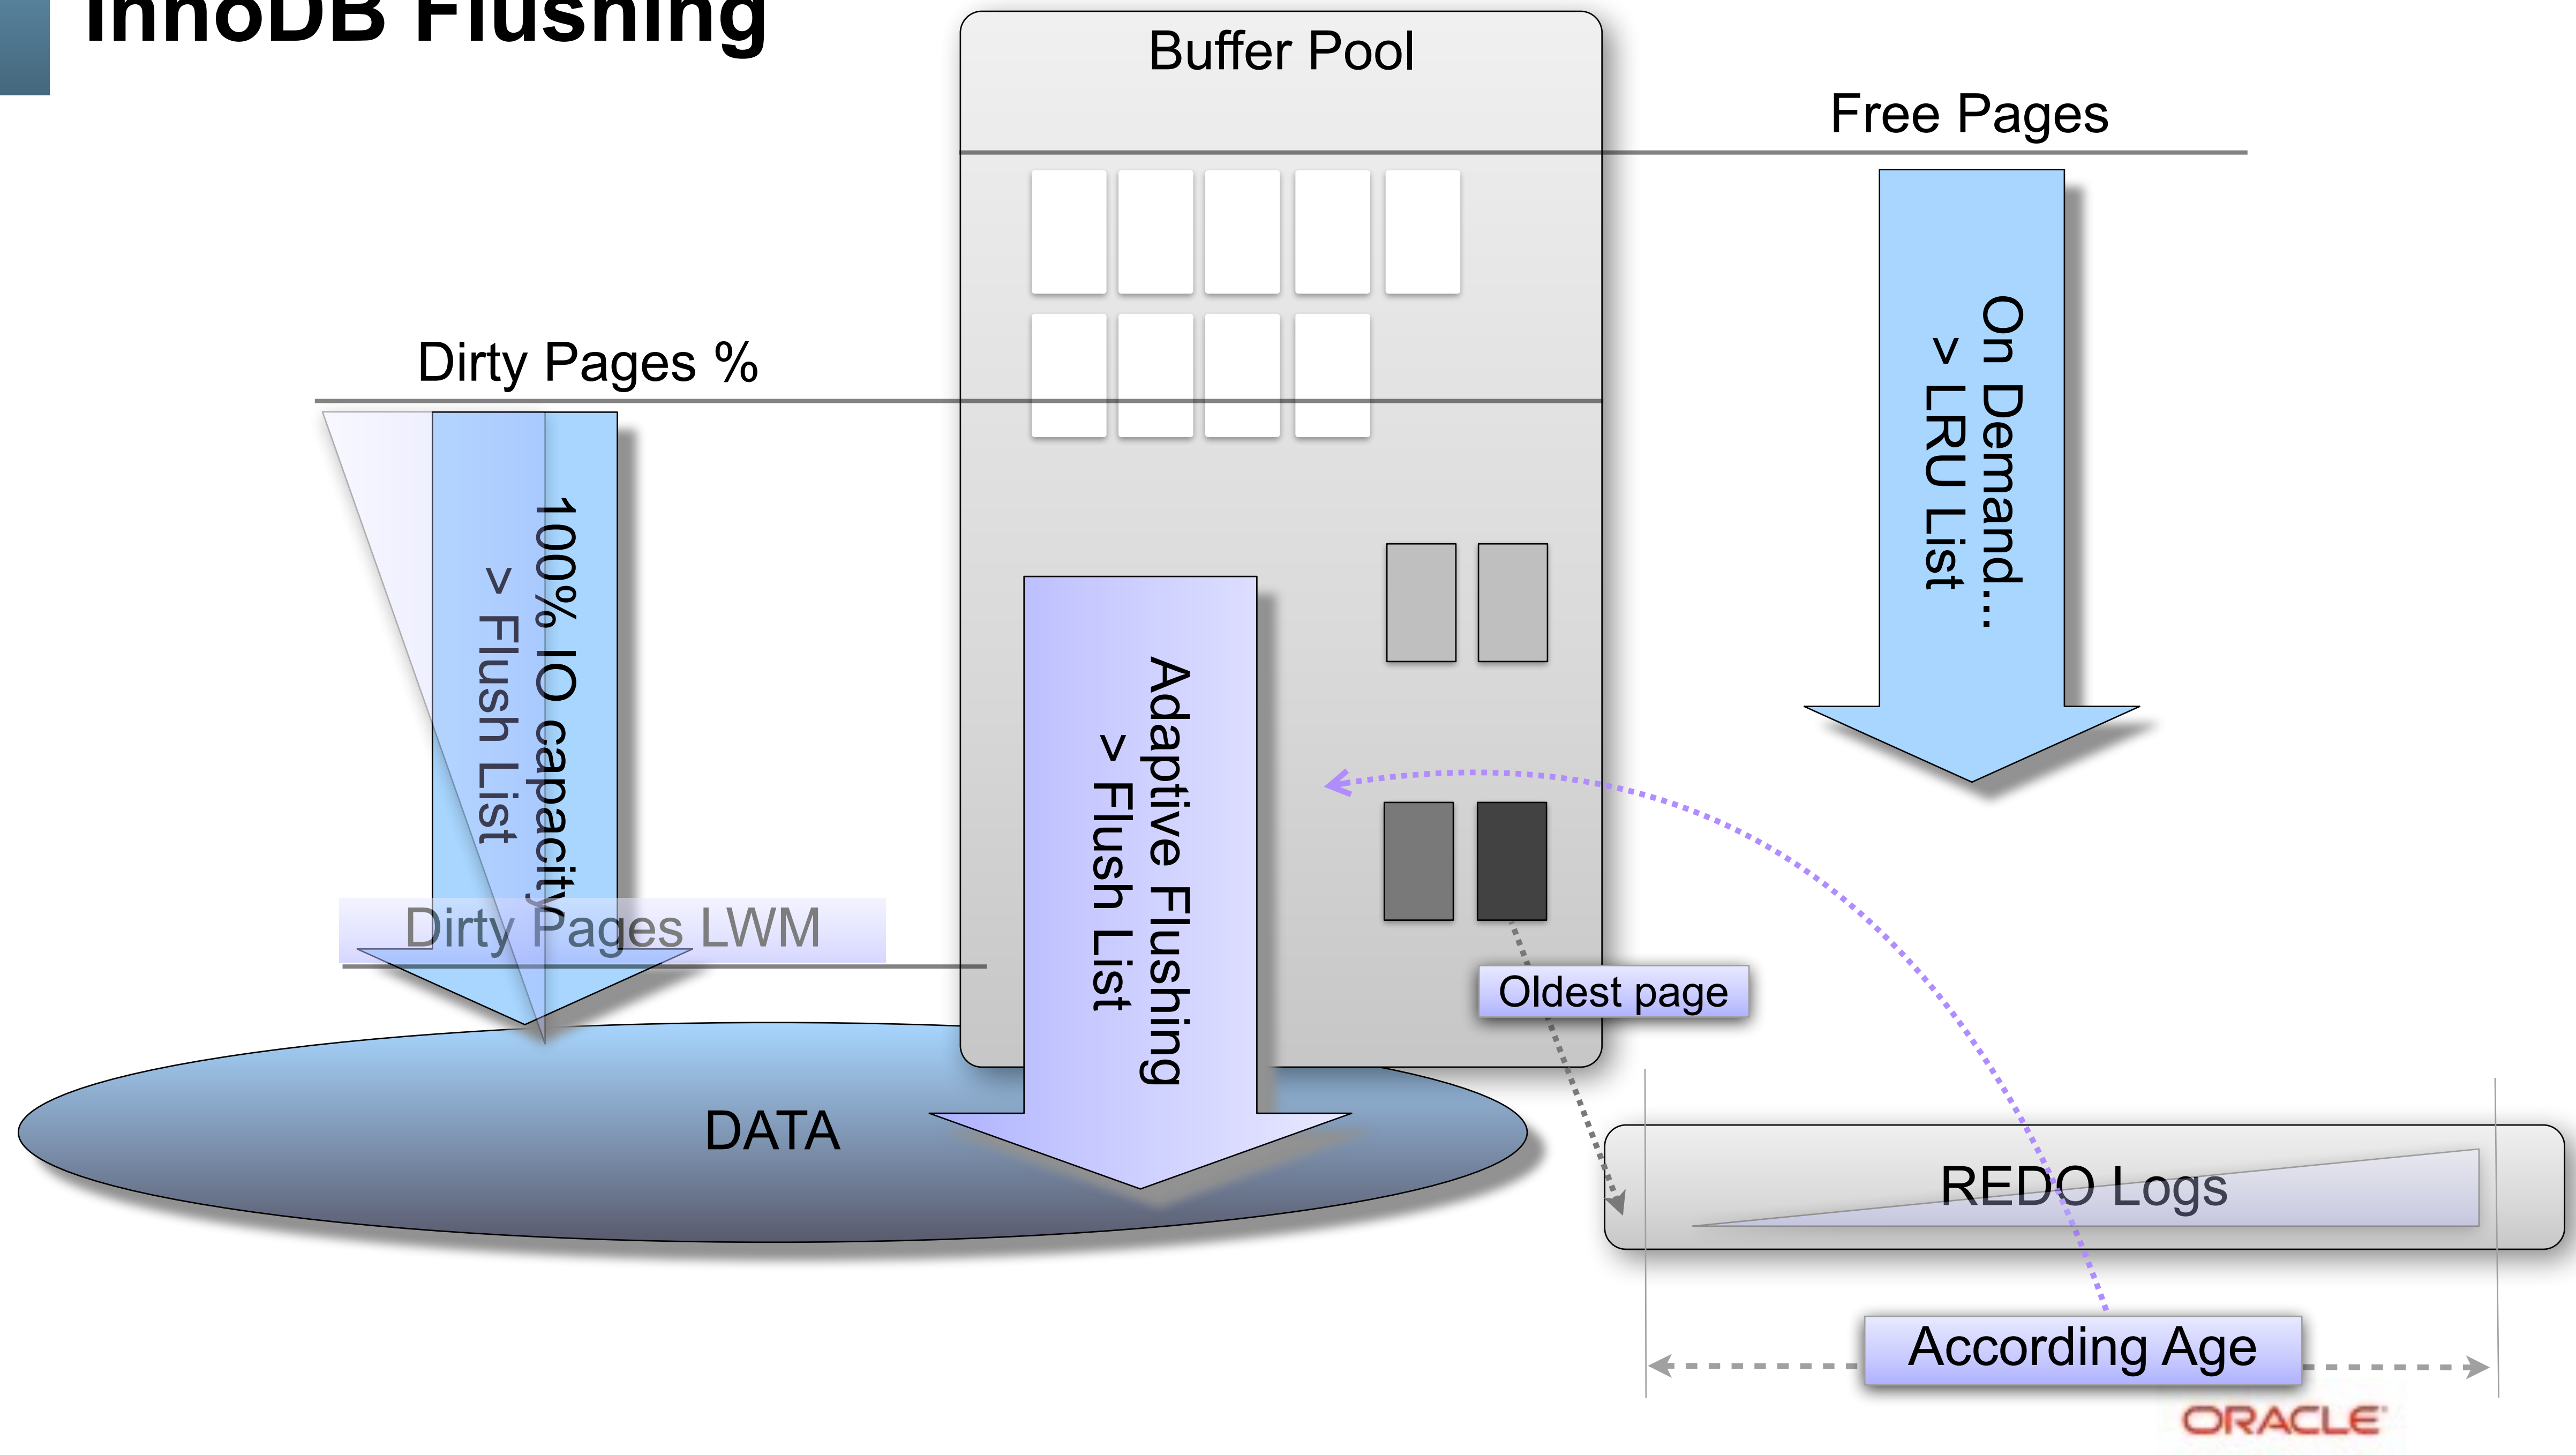 InnoDB Flushing
Buffer Pool
Free Pages
Dirty Pages %
On Demand...
> LRU List
100% IO capacity
> Flush List
Adaptive Flushing
> Flush List
Dirty Pages LWM
Oldest page
DATA
REDO Logs
According Age
ORACLE